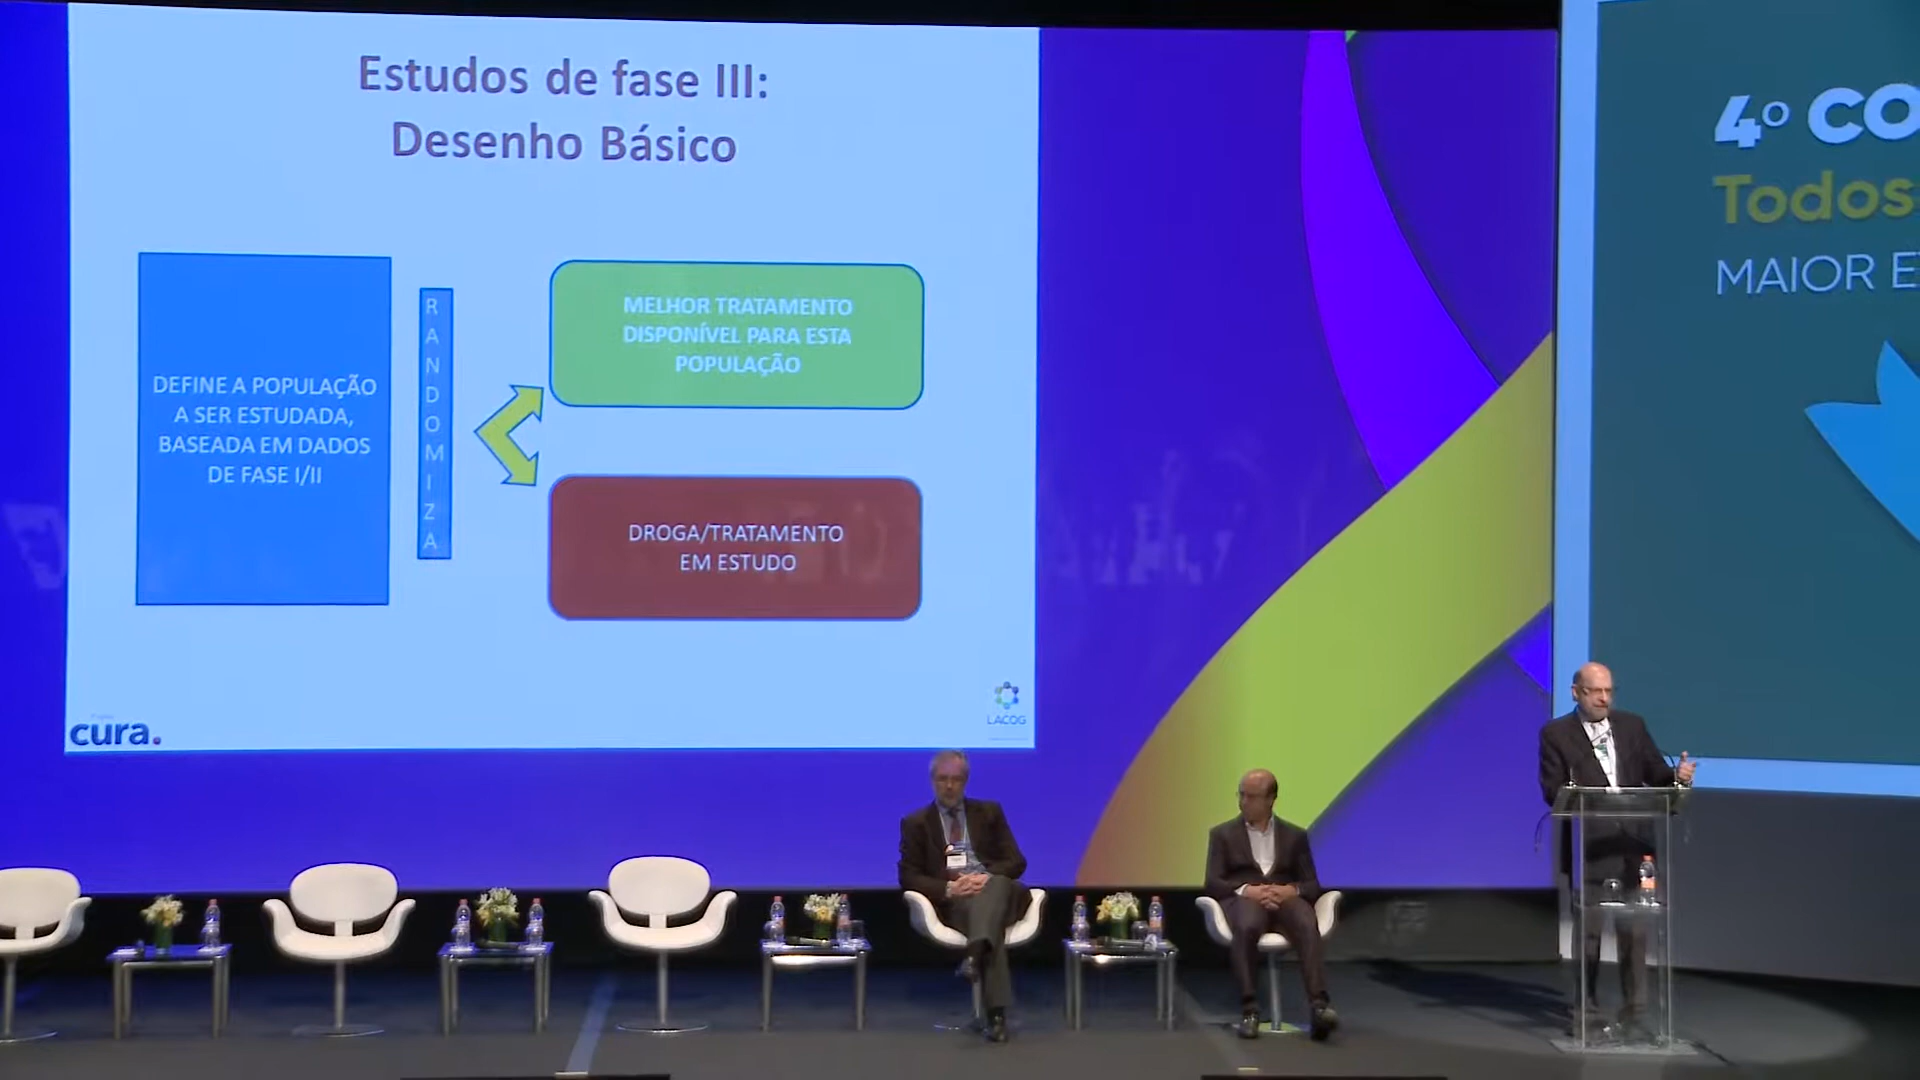 Estudos de fase III:
Desenho Básico
DEFINE A POPULAÇÃO
A SER ESTUDADA,
BASEADA EM DADOS
DE FASE I/II
RANDOMIZA
MELHOR TRATAMENTO
DISPONÍVEL PARA ESTA
POPULAÇÃO
DROGA/TRATAMENTO
EM ESTUDO
cura.
LACOG
4º CO
Todos
MAIOR E